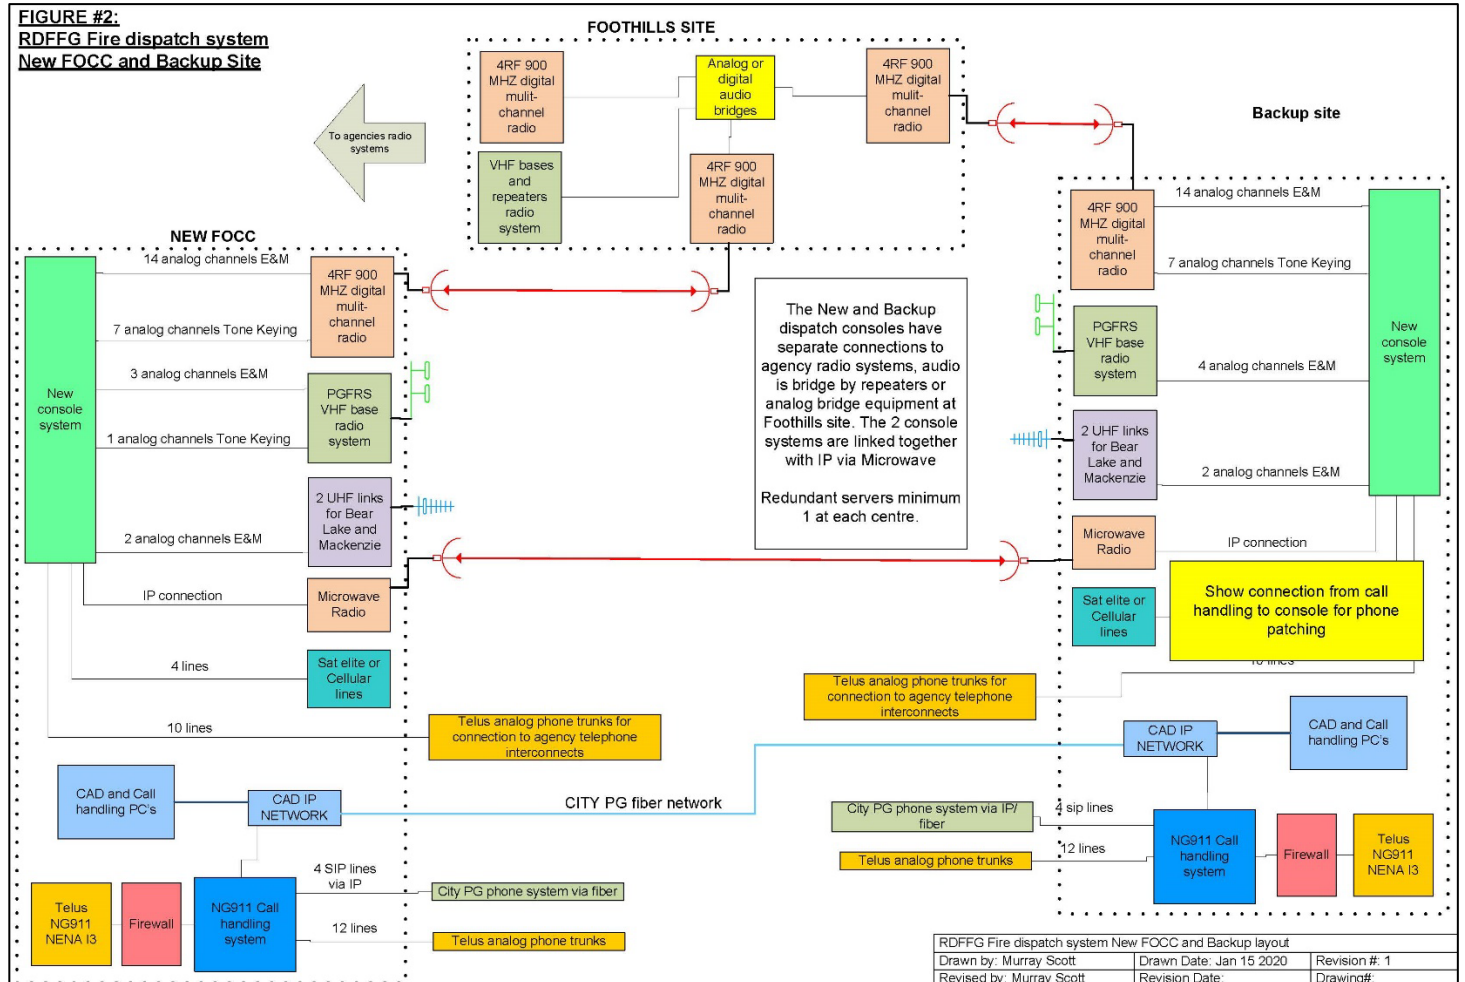 FIGURE #2:
RDFFG Fire dispatch system
New FOCC and Backup Site
FOOTHILLS SITE
4RF 900
MHZ digital
mulit-
channel
radio
Analog or
digital
audio
bridges
4RF 900
MHZ digital
mulit-
channel
radio
To agencies radio
systems
VHF bases
and
repeaters
radio
system
4RF 900
MHZ digital
mulit-
channel
radio
Backup site
NEW FOCC
New
console
system
14 analog channels E&M
7 analog channels Tone Keying
3 analog channels E&M
1 analog channels Tone Keying
2 analog channels E&M
IP connection
4 lines
10 lines
4RF 900
MHZ digital
mulit-
channel
radio
PGFRS
VHF base
radio
system
2 UHF links
for Bear
Lake and
Mackenzie
Microwave
Radio
Sat elite or
Cellular
lines
Telus analog phone trunks for
connection to agency telephone
interconnects
The New and Backup
dispatch consoles have
separate connections to
agency radio systems, audio
is bridge by repeaters or
analog bridge equipment at
Foothills site. The 2 console
systems are linked together
with IP via Microwave
Redundant servers minimum
1 at each centre.
4RF 900
MHZ digital
mulit-
channel
radio
14 analog channels E&M
7 analog channels Tone Keying
New
console
system
PGFRS
VHF base
radio
system
4 analog channels E&M
2 UHF links
for Bear
Lake and
Mackenzie
2 analog channels E&M
Microwave
Radio
IP connection
Sat elite or
Cellular
lines
Show connection from call
handling to console for phone
patching
10 lines
Telus analog phone trunks for
connection to agency telephone
interconnects
CAD IP
NETWORK
CAD and Call
handling PC's
CAD and Call
handling PC's
CAD IP
NETWORK
CITY PG fiber network
City PG phone system via IP/
fiber
4 sip lines
Telus analog phone trunks
12 lines
NG911 Call
handling
system
Firewall
Telus
NG911
NENA I3
4 SIP lines
via IP
City PG phone system via fiber
12 lines
Telus analog phone trunks
Telus
NG911
NENA I3
Firewall
NG911 Call
handling
system
RDFFG Fire dispatch system New FOCC and Backup layout
Drawn by: Murray Scott
Drawn Date: Jan 15 2020
Revision #: 1
Revised by: Murray Scott
Revision Date:
Drawing#: